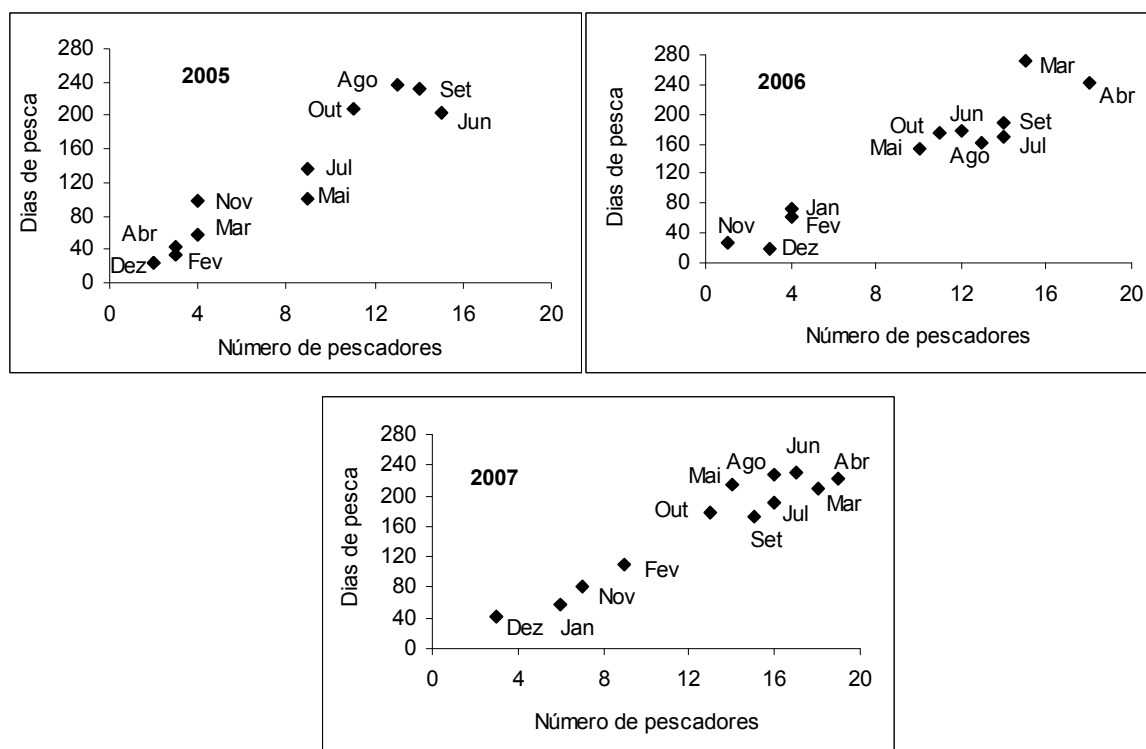 280
240
200
160
120
80
40
0
Dias de pesca
2005
Ago
Set
Out
Jun
Jul
Mai
Nov
Mar
Abr
Fev
Dez
0 4 8 12 16 20
Número de pescadores
280
240
200
160
120
80
40
0
Dias de pesca
2006
Mar
Abr
Out
Jun
Set
Mai
Ago
Jul
Jan
Fev
Nov
Dez
0 4 8 12 16 20
Número de pescadores
280
240
200
160
120
80
40
0
Dias de pesca
2007
Mai
Ago
Jun
Abr
Out
Set
Jul
Mar
Fev
Nov
Dez
Jan
0 4 8 12 16 20
Número de pescadores